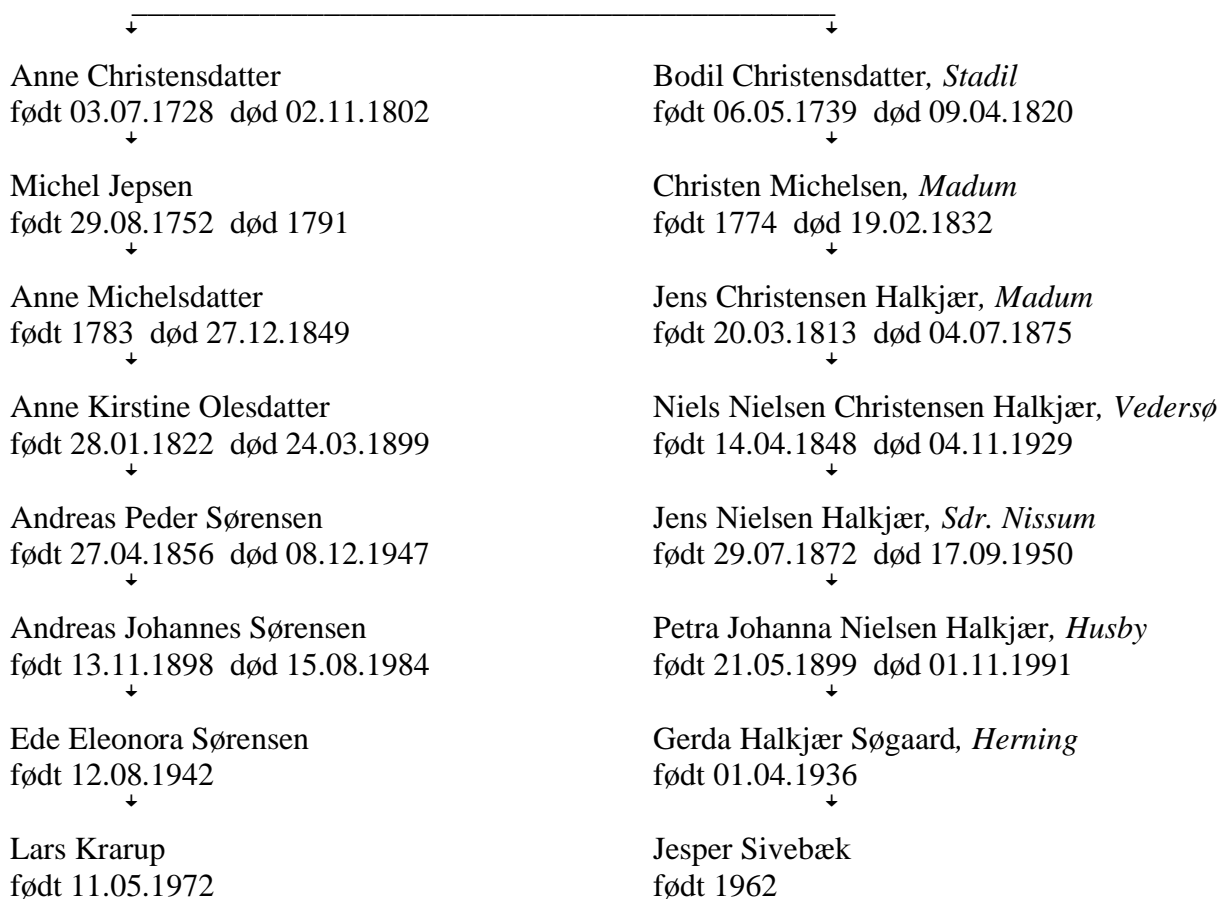 Anne Christensdatter
født 03.07.1728 død 02.11.1802
Michel Jepsen
født 29.08.1752 død 1791
Anne Michelsdatter
født 1783 død 27.12.1849
Anne Kirstine Olesdatter
født 28.01.1822 død 24.03.1899
Andreas Peder Sørensen
født 27.04.1856 død 08.12.1947
Andreas Johannes Sørensen
født 13.11.1898 død 15.08.1984
Ede Eleonora Sørensen
født 12.08.1942
Lars Krarup
født 11.05.1972
Bodil Christensdatter, Stadil
født 06.05.1739 død 09.04.1820
Christen Michelsen, Madum
født 1774 død 19.02.1832
Jens Christensen Halkjær, Madum
født 20.03.1813 død 04.07.1875
Niels Nielsen Christensen Halkjær, Vedersø
født 14.04.1848 død 04.11.1929
Jens Nielsen Halkjær, Sdr. Nissum
født 29.07.1872 død 17.09.1950
Petra Johanna Nielsen Halkjær, Husby
født 21.05.1899 død 01.11.1991
Gerda Halkjær Søgaard, Herning
født 01.04.1936
Jesper Sivebæk
født 1962